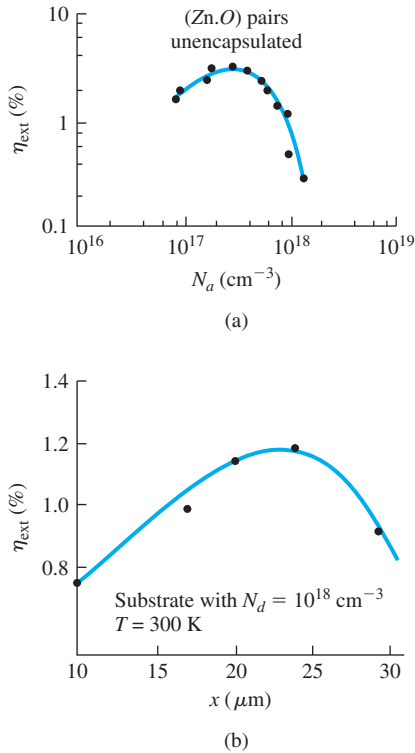 (Zn.O) pairs
unencapsulated
10
1
0.1
η_ext (%)
10^16 10^17 10^18 10^19
N_a (cm^−3)
(a)
1.4
1.2
1.0
0.8
η_ext (%)
Substrate with N_d = 10^18 cm^−3
T = 300 K
10 15 20 25 30
x (μm)
(b)